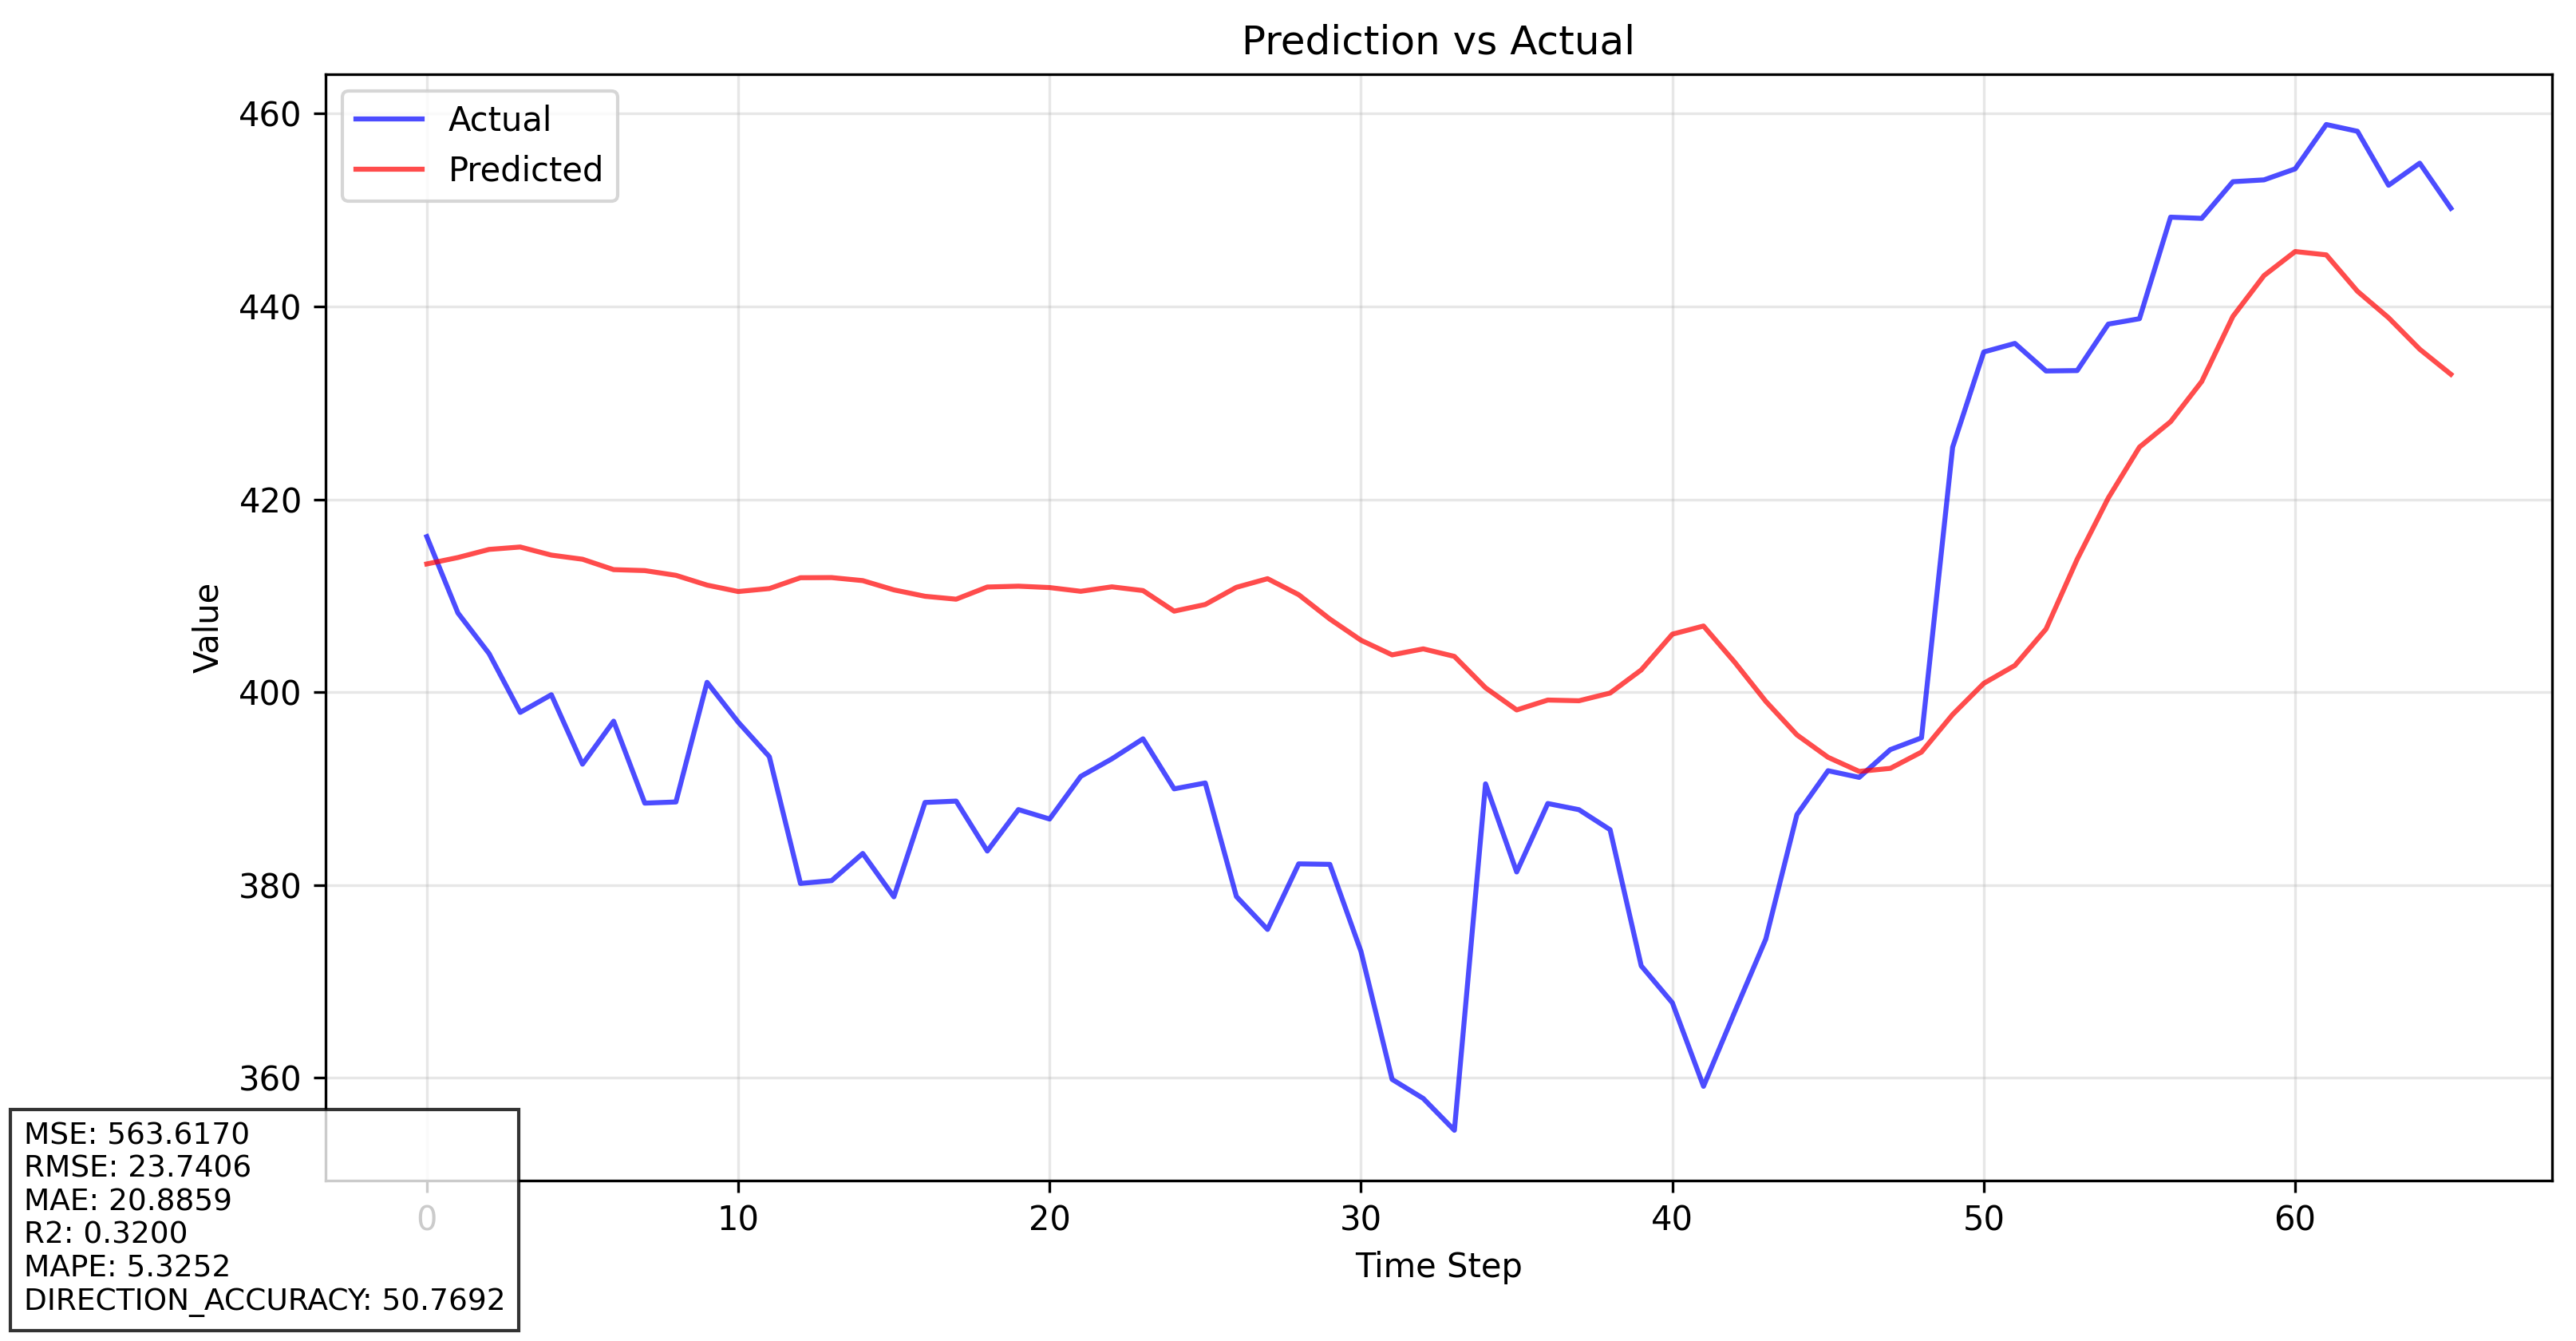 Prediction vs Actual
Actual
Predicted
460
440
420
400
380
360
Value
0
10
20
30
40
50
60
Time Step
MSE: 563.6170
RMSE: 23.7406
MAE: 20.8859
R2: 0.3200
MAPE: 5.3252
DIRECTION_ACCURACY: 50.7692